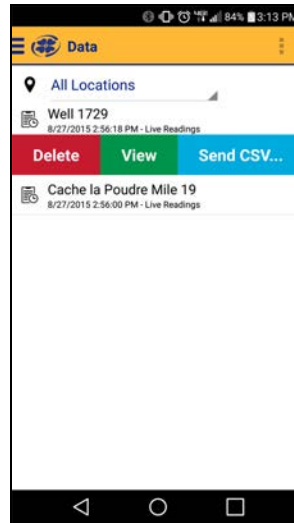 84% 3:13 PM
Data
All Locations
Well 1729
8/27/2015 2:56:18 PM - Live Readings
Delete View Send CSV...
Cache la Poudre Mile 19
8/27/2015 2:56:00 PM - Live Readings